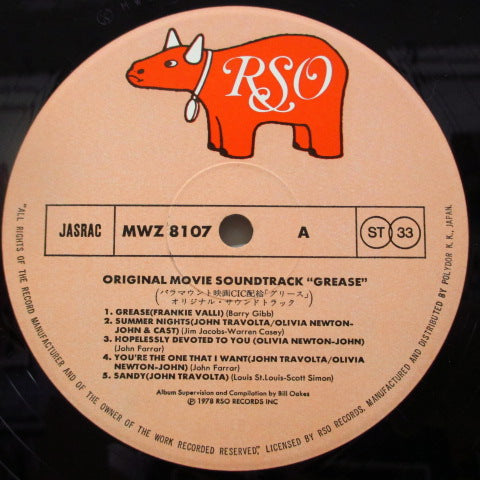 RSO
JASRAC
MWZ 8107
A
ST 33
ORIGINAL MOVIE SOUNDTRACK "GREASE"
(パラマウント映画CIC配給「グリース」
オリジナル・サウンドトラック)
1. GREASE(FRANKIE VALLI) (Barry Gibb)
2. SUMMER NIGHTS(JOHN TRAVOLTA/OLIVIA NEWTON-
JOHN & CAST) (Jim Jacobs-Warren Casey)
3. HOPELESSLY DEVOTED TO YOU (OLIVIA NEWTON-JOHN)
(John Farrar)
4. YOU'RE THE ONE THAT I WANT(JOHN TRAVOLTA/OLIVIA
NEWTON-JOHN) (John Farrar)
5. SANDY(JOHN TRAVOLTA) (Louis St.Louis-Scott Simon)
Album Supervision and Compilation by Bill Oakes
Ⓟ 1978 RSO RECORDS INC
"ALL RIGHTS OF THE RECORD MANUFACTURERS AND OF THE OWNER OF THE WORK RECORDED RESERVED". LICENSED BY RSO RECORDS. MANUFACTURED AND DISTRIBUTED BY POLYDOR K. K., JAPAN.